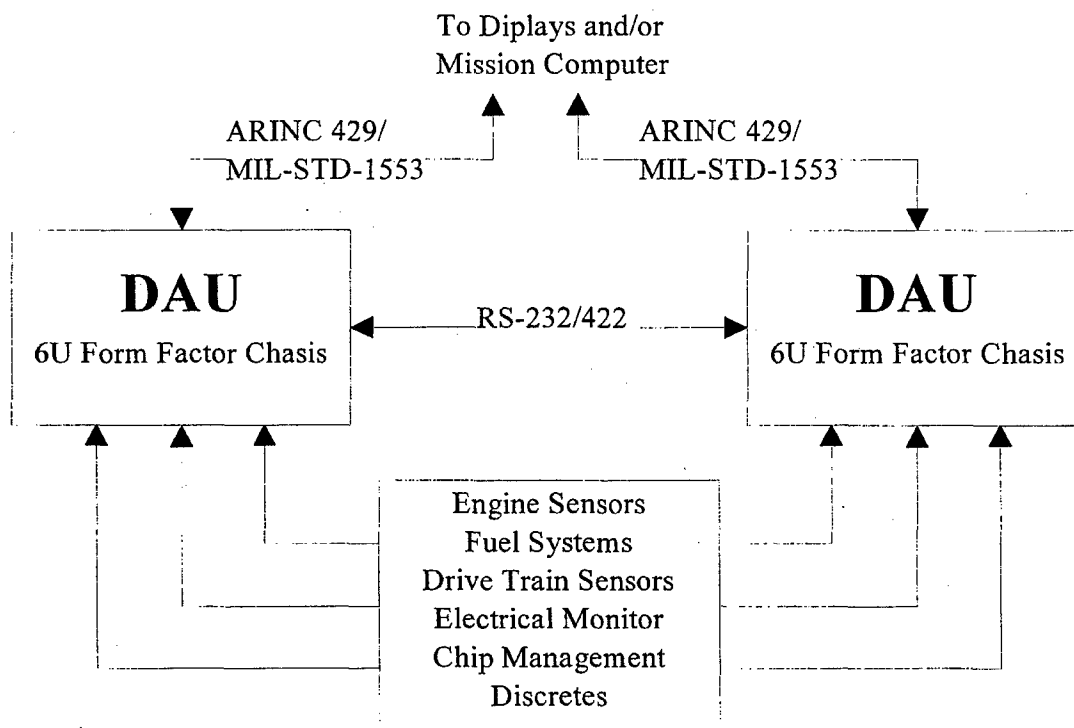 To Diplays and/or
Mission Computer
ARINC 429/
MIL-STD-1553
ARINC 429/
MIL-STD-1553
DAU
6U Form Factor Chasis
RS-232/422
DAU
6U Form Factor Chasis
Engine Sensors
Fuel Systems
Drive Train Sensors
Electrical Monitor
Chip Management
Discretes